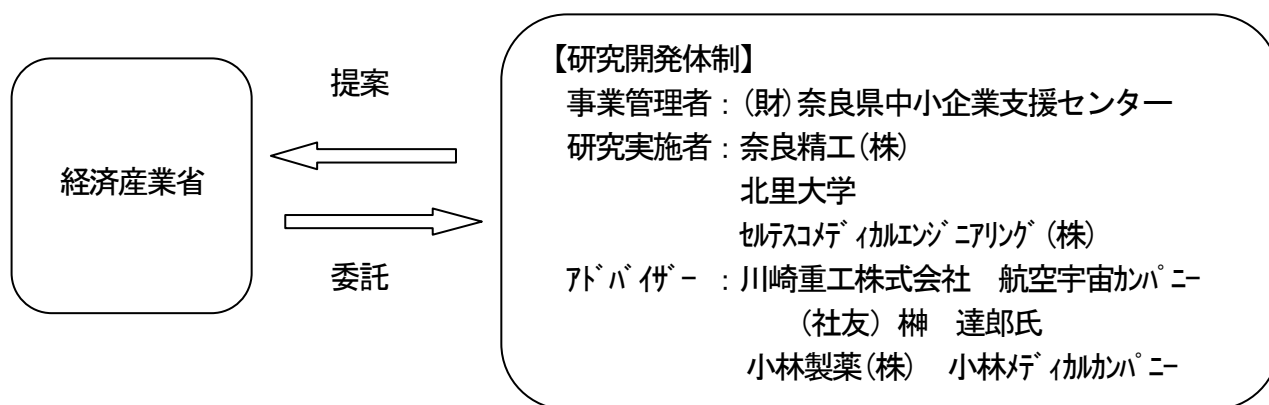 経済産業省
提案
委託
【研究開発体制】
事業管理者：(財)奈良県中小企業支援センター
研究実施者：奈良精工(株)
北里大学
ｾﾙﾃｽｺﾒﾃﾞｨｶﾙｴﾝｼﾞﾆｱﾘﾝｸﾞ(株)
ｱﾄﾞﾊﾞｲｻﾞｰ ：川崎重工株式会社　航空宇宙ｶﾝﾊﾟﾆｰ
(社友) 榊　達郎氏
小林製薬(株)　小林ﾒﾃﾞｨｶﾙｶﾝﾊﾟﾆｰ